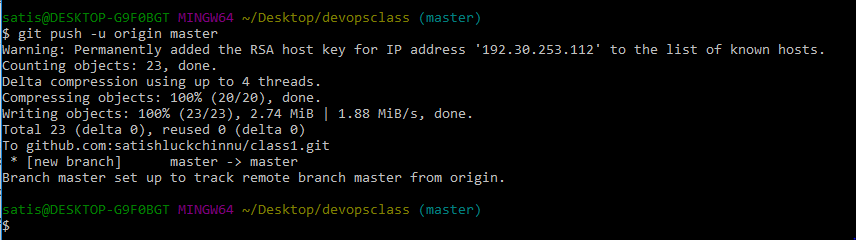 satis@DESKTOP-G9F0BGT MINGW64 ~/Desktop/devopsclass (master)
$ git push -u origin master
Warning: Permanently added the RSA host key for IP address '192.30.253.112' to the list of known hosts.
Counting objects: 23, done.
Delta compression using up to 4 threads.
Compressing objects: 100% (20/20), done.
Writing objects: 100% (23/23), 2.74 MiB | 1.88 MiB/s, done.
Total 23 (delta 0), reused 0 (delta 0)
To github.com:satishluckchinnu/class1.git
 * [new branch]      master -> master
Branch master set up to track remote branch master from origin.
satis@DESKTOP-G9F0BGT MINGW64 ~/Desktop/devopsclass (master)
$